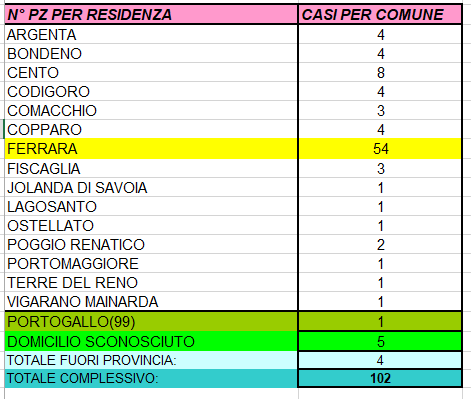 N° PZ PER RESIDENZA CASI PER COMUNE
ARGENTA 4
BONDENO 4
CENTO 8
CODIGORO 4
COMACCHIO 3
COPPARO 4
FERRARA 54
FISCAGLIA 3
JOLANDA DI SAVOIA 1
LAGOSANTO 1
OSTELLATO 1
POGGIO RENATICO 2
PORTOMAGGIORE 1
TERRE DEL RENO 1
VIGARANO MAINARDA 1
PORTOGALLO(99) 1
DOMICILIO SCONOSCIUTO 5
TOTALE FUORI PROVINCIA: 4
TOTALE COMPLESSIVO: 102